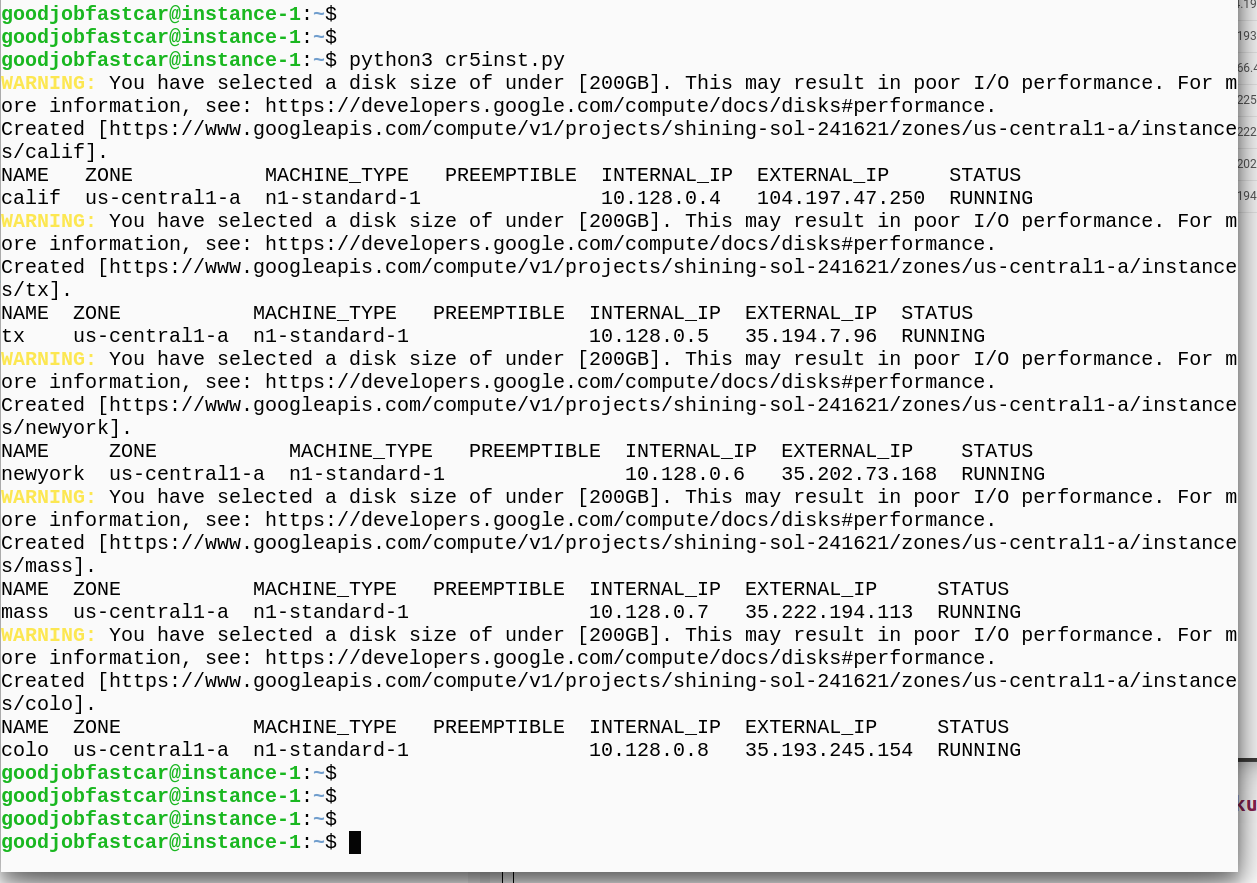 goodjobfastcar@instance-1:~$
goodjobfastcar@instance-1:~$
goodjobfastcar@instance-1:~$ python3 cr5inst.py
WARNING: You have selected a disk size of under [200GB]. This may result in poor I/O performance. For m
ore information, see: https://developers.google.com/compute/docs/disks#performance.
Created [https://www.googleapis.com/compute/v1/projects/shining-sol-241621/zones/us-central1-a/instance
s/calif].
NAME   ZONE           MACHINE_TYPE   PREEMPTIBLE  INTERNAL_IP  EXTERNAL_IP     STATUS
calif  us-central1-a  n1-standard-1               10.128.0.4   104.197.47.250  RUNNING
WARNING: You have selected a disk size of under [200GB]. This may result in poor I/O performance. For m
ore information, see: https://developers.google.com/compute/docs/disks#performance.
Created [https://www.googleapis.com/compute/v1/projects/shining-sol-241621/zones/us-central1-a/instance
s/tx].
NAME  ZONE           MACHINE_TYPE   PREEMPTIBLE  INTERNAL_IP  EXTERNAL_IP  STATUS
tx    us-central1-a  n1-standard-1               10.128.0.5   35.194.7.96  RUNNING
WARNING: You have selected a disk size of under [200GB]. This may result in poor I/O performance. For m
ore information, see: https://developers.google.com/compute/docs/disks#performance.
Created [https://www.googleapis.com/compute/v1/projects/shining-sol-241621/zones/us-central1-a/instance
s/newyork].
NAME     ZONE           MACHINE_TYPE   PREEMPTIBLE  INTERNAL_IP  EXTERNAL_IP    STATUS
newyork  us-central1-a  n1-standard-1               10.128.0.6   35.202.73.168  RUNNING
WARNING: You have selected a disk size of under [200GB]. This may result in poor I/O performance. For m
ore information, see: https://developers.google.com/compute/docs/disks#performance.
Created [https://www.googleapis.com/compute/v1/projects/shining-sol-241621/zones/us-central1-a/instance
s/mass].
NAME  ZONE           MACHINE_TYPE   PREEMPTIBLE  INTERNAL_IP  EXTERNAL_IP     STATUS
mass  us-central1-a  n1-standard-1               10.128.0.7   35.222.194.113  RUNNING
WARNING: You have selected a disk size of under [200GB]. This may result in poor I/O performance. For m
ore information, see: https://developers.google.com/compute/docs/disks#performance.
Created [https://www.googleapis.com/compute/v1/projects/shining-sol-241621/zones/us-central1-a/instance
s/colo].
NAME  ZONE           MACHINE_TYPE   PREEMPTIBLE  INTERNAL_IP  EXTERNAL_IP     STATUS
colo  us-central1-a  n1-standard-1               10.128.0.8   35.193.245.154  RUNNING
goodjobfastcar@instance-1:~$
goodjobfastcar@instance-1:~$
goodjobfastcar@instance-1:~$
goodjobfastcar@instance-1:~$